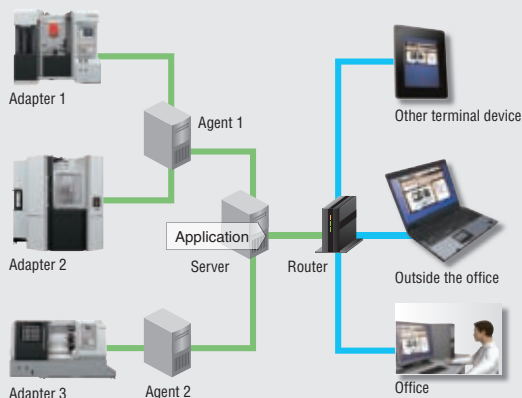 Adapter 1
Agent 1
Other terminal device
Adapter 2
Application
Server
Router
Outside the office
Adapter 3
Agent 2
Office